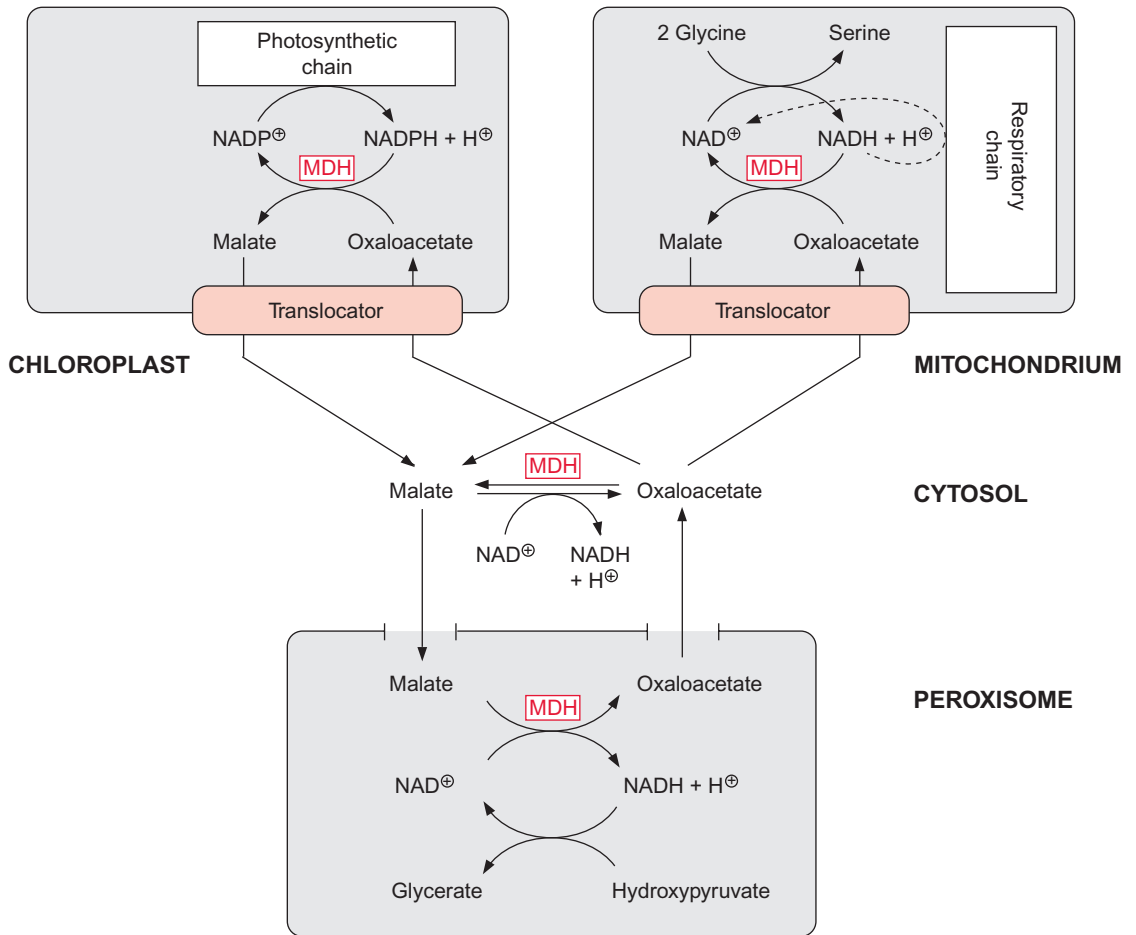 Photosynthetic
chain
NADP⊕
NADPH + H⊕
MDH
Malate
Oxaloacetate
Translocator
CHLOROPLAST
2 Glycine
Serine
NAD⊕
NADH + H⊕
MDH
Malate
Oxaloacetate
Respiratory
chain
Translocator
MITOCHONDRIUM
MDH
Malate
Oxaloacetate
NAD⊕
NADH
+ H⊕
CYTOSOL
Malate
Oxaloacetate
MDH
NAD⊕
NADH + H⊕
Glycerate
Hydroxypyruvate
PEROXISOME